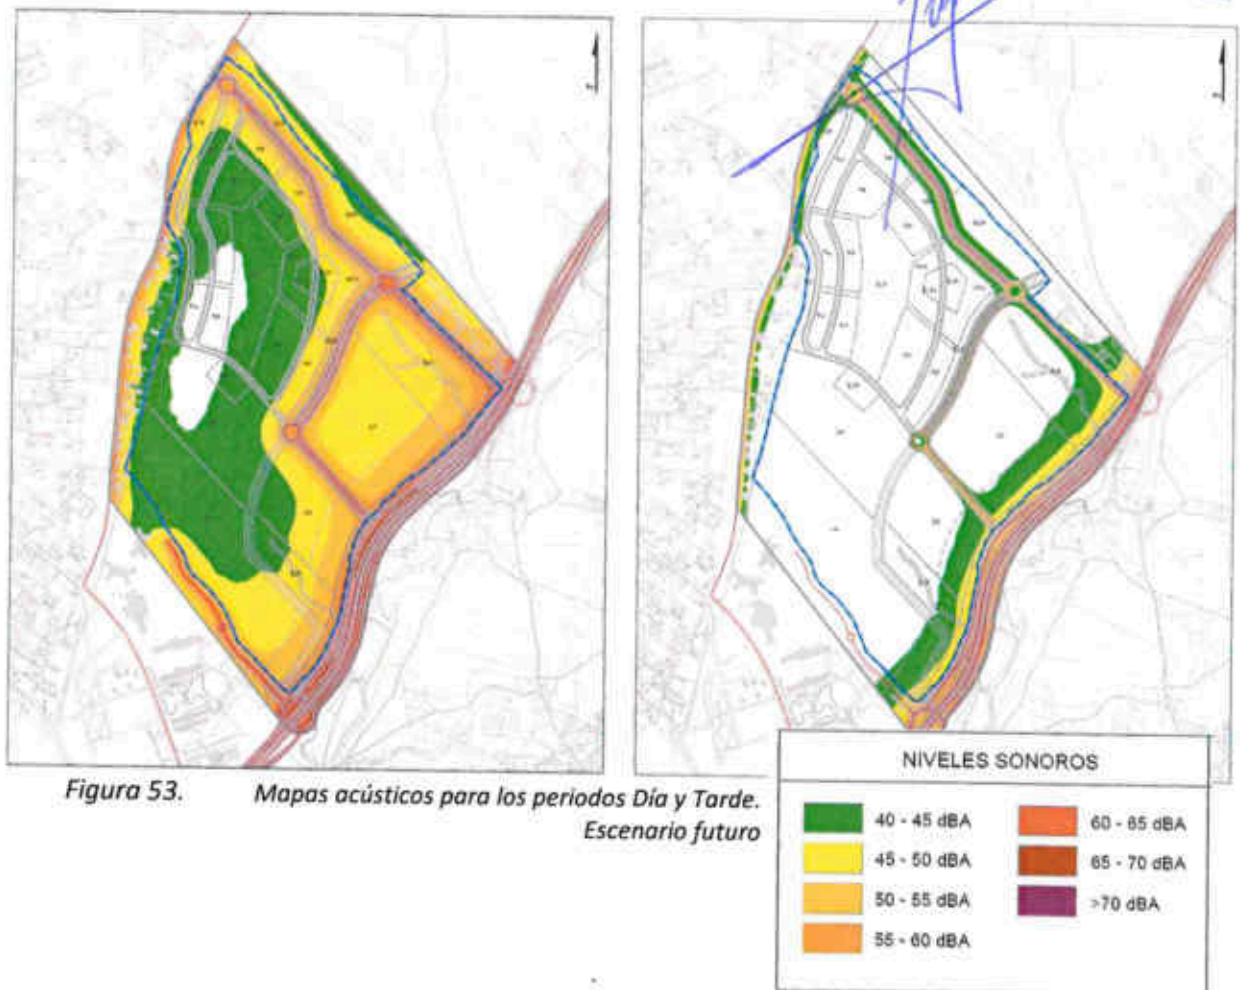 Figura 53. Mapas acústicos para los periodos Día y Tarde.
Escenario futuro
NIVELES SONOROS
40 - 45 dBA
45 - 50 dBA
50 - 55 dBA
55 - 60 dBA
60 - 65 dBA
65 - 70 dBA
>70 dBA